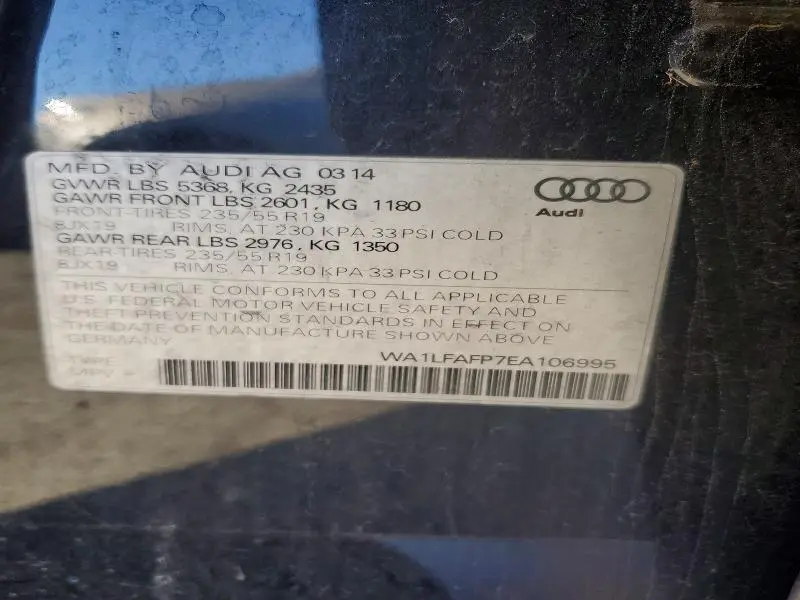 MFD. BY AUDI AG 03 14
GVWR LBS 5368, KG 2435
GAWR FRONT LBS 2601, KG 1180
FRONT-TIRES 235/55 R19
8JX19 RIMS, AT 230 KPA 33 PSI COLD
GAWR REAR LBS 2976, KG 1350
REAR-TIRES 235/55 R19
8JX19 RIMS, AT 230 KPA 33 PSI COLD
Audi
THIS VEHICLE CONFORMS TO ALL APPLICABLE
U.S. FEDERAL MOTOR VEHICLE SAFETY AND
THEFT PREVENTION STANDARDS IN EFFECT ON
THE DATE OF MANUFACTURE SHOWN ABOVE
GERMANY
WA1LFAFP7EA106995
TYPE
MPV